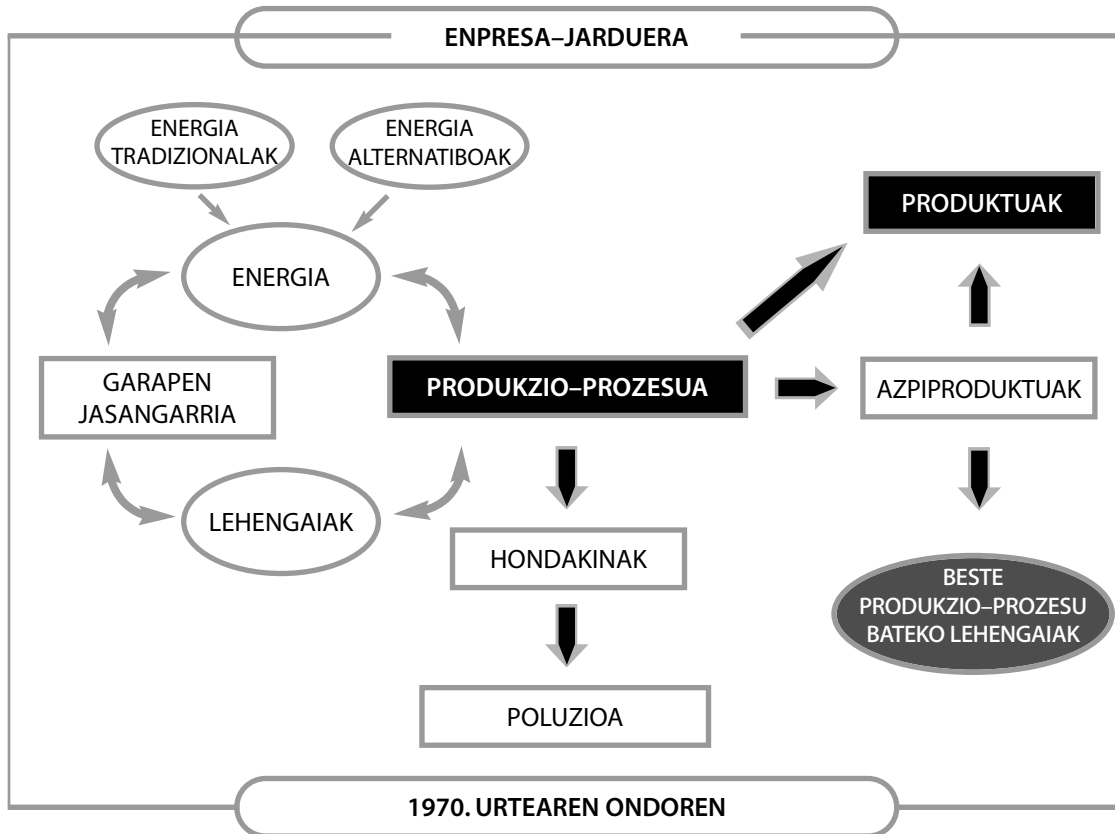 ENPRESA–JARDUERA
ENERGIA
TRADIZIONALAK
ENERGIA
ALTERNATIBOAK
PRODUKTUAK
ENERGIA
GARAPEN
JASANGARRIA
PRODUKZIO–PROZESUA
AZPIPRODUKTUAK
LEHENGAIAK
HONDAKINAK
BESTE
PRODUKZIO–PROZESU
BATEKO LEHENGAIAK
POLUZIOA
1970. URTEAREN ONDOREN